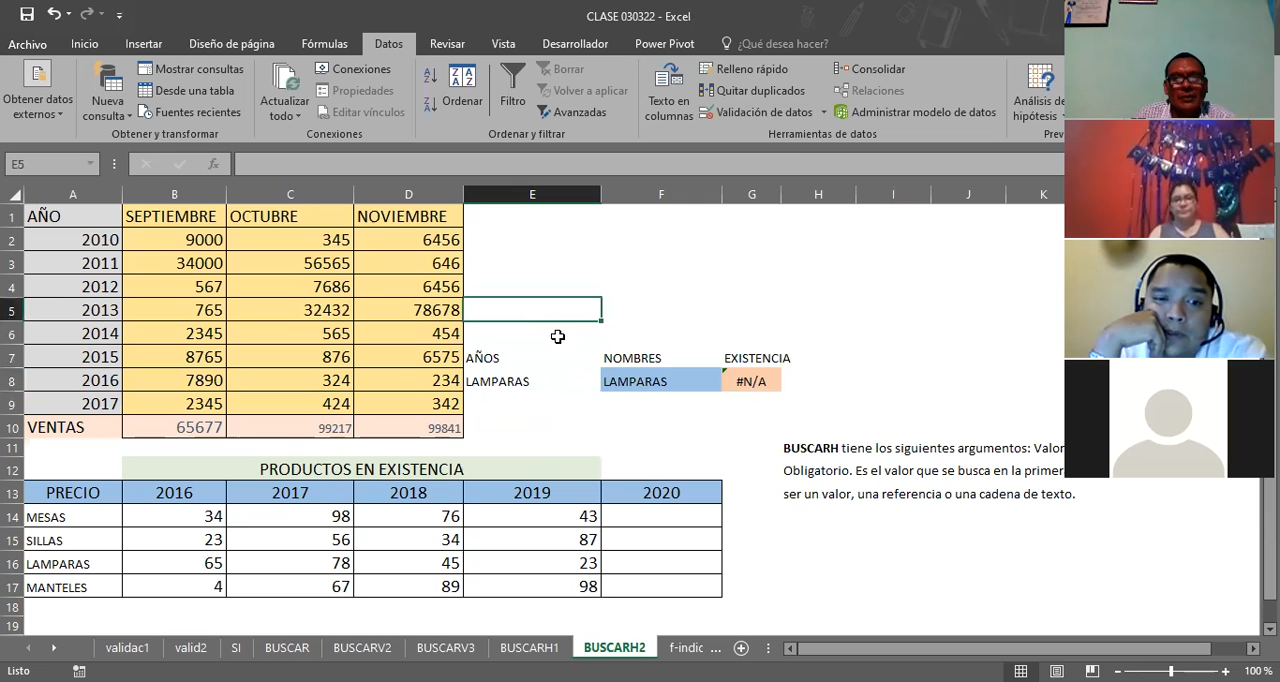 CLASE 030322 - Excel
Archivo Inicio Insertar Diseño de página Fórmulas Datos Revisar Vista Desarrollador Power Pivot ¿Qué desea hacer?
Obtener datos externos
Nueva consulta
Mostrar consultas
Desde una tabla
Fuentes recientes
Obtener y transformar
Actualizar todo
Conexiones
Propiedades
Editar vínculos
Conexiones
Ordenar
Filtro
Borrar
Volver a aplicar
Avanzadas
Ordenar y filtrar
Texto en columnas
Relleno rápido
Quitar duplicados
Validación de datos
Consolidar
Relaciones
Administrar modelo de datos
Herramientas de datos
Análisis de
hipótesis
Prev
E5 fx
A B C D E F G H I J K
1 AÑO SEPTIEMBRE OCTUBRE NOVIEMBRE
2 2010 9000 345 6456
3 2011 34000 56565 646
4 2012 567 7686 6456
5 2013 765 32432 78678
6 2014 2345 565 454
7 2015 8765 876 6575 AÑOS NOMBRES EXISTENCIA
8 2016 7890 324 234 LAMPARAS LAMPARAS #N/A
9 2017 2345 424 342
10 VENTAS 65677 99217 99841
11 BUSCARH tiene los siguientes argumentos: Valor
12 PRODUCTOS EN EXISTENCIA Obligatorio. Es el valor que se busca en la primera
13 PRECIO 2016 2017 2018 2019 2020 ser un valor, una referencia o una cadena de texto.
14 MESAS 34 98 76 43
15 SILLAS 23 56 34 87
16 LAMPARAS 65 78 45 23
17 MANTELES 4 67 89 98
18
19
validac1 valid2 SI BUSCAR BUSCARV2 BUSCARV3 BUSCARH1 BUSCARH2 f-indic ...
Listo 100 %